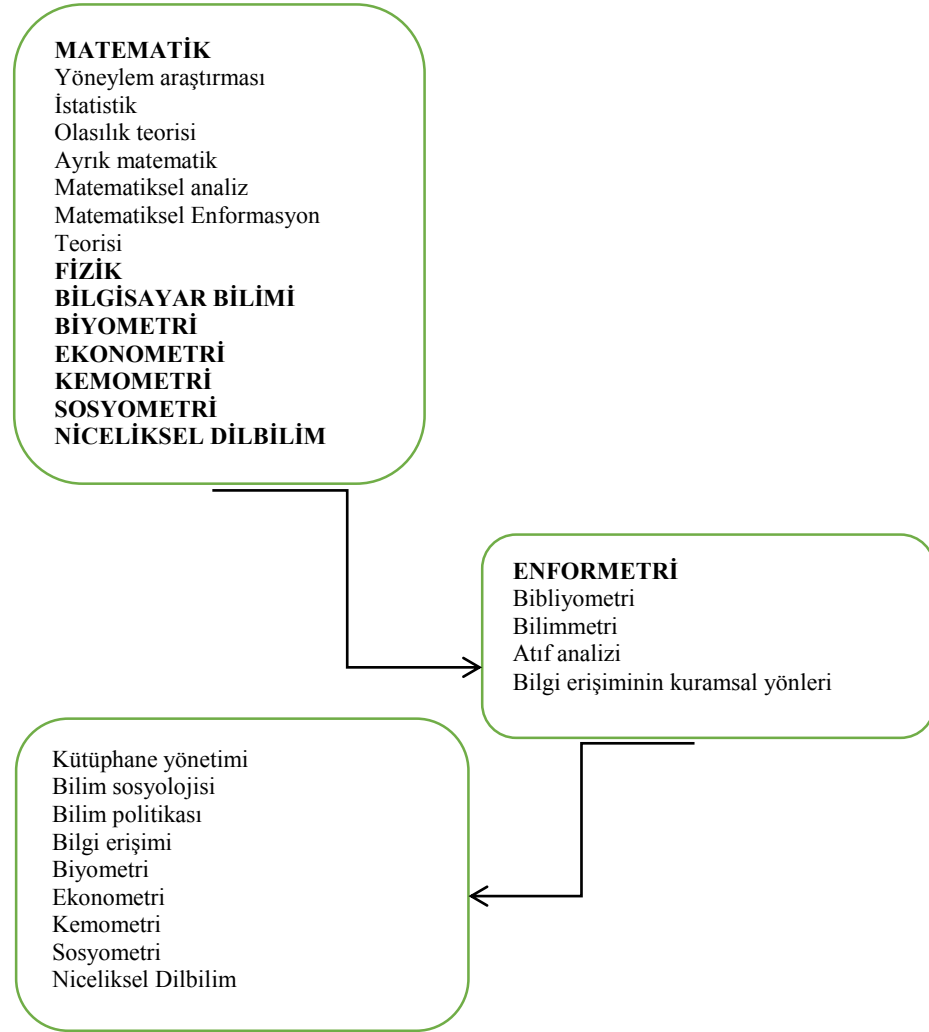 MATEMATİK
Yöneylem araştırması
İstatistik
Olasılık teorisi
Ayrık matematik
Matematiksel analiz
Matematiksel Enformasyon
Teorisi
FİZİK
BİLGİSAYAR BİLİMİ
BİYOMETRİ
EKONOMETRİ
KEMOMETRİ
SOSYOMETRİ
NİCELİKSEL DİLBİLİM
ENFORMETRİ
Bibliyometri
Bilimmetri
Atıf analizi
Bilgi erişiminin kuramsal yönleri
Kütüphane yönetimi
Bilim sosyolojisi
Bilim politikası
Bilgi erişimi
Biyometri
Ekonometri
Kemometri
Sosyometri
Niceliksel Dilbilim